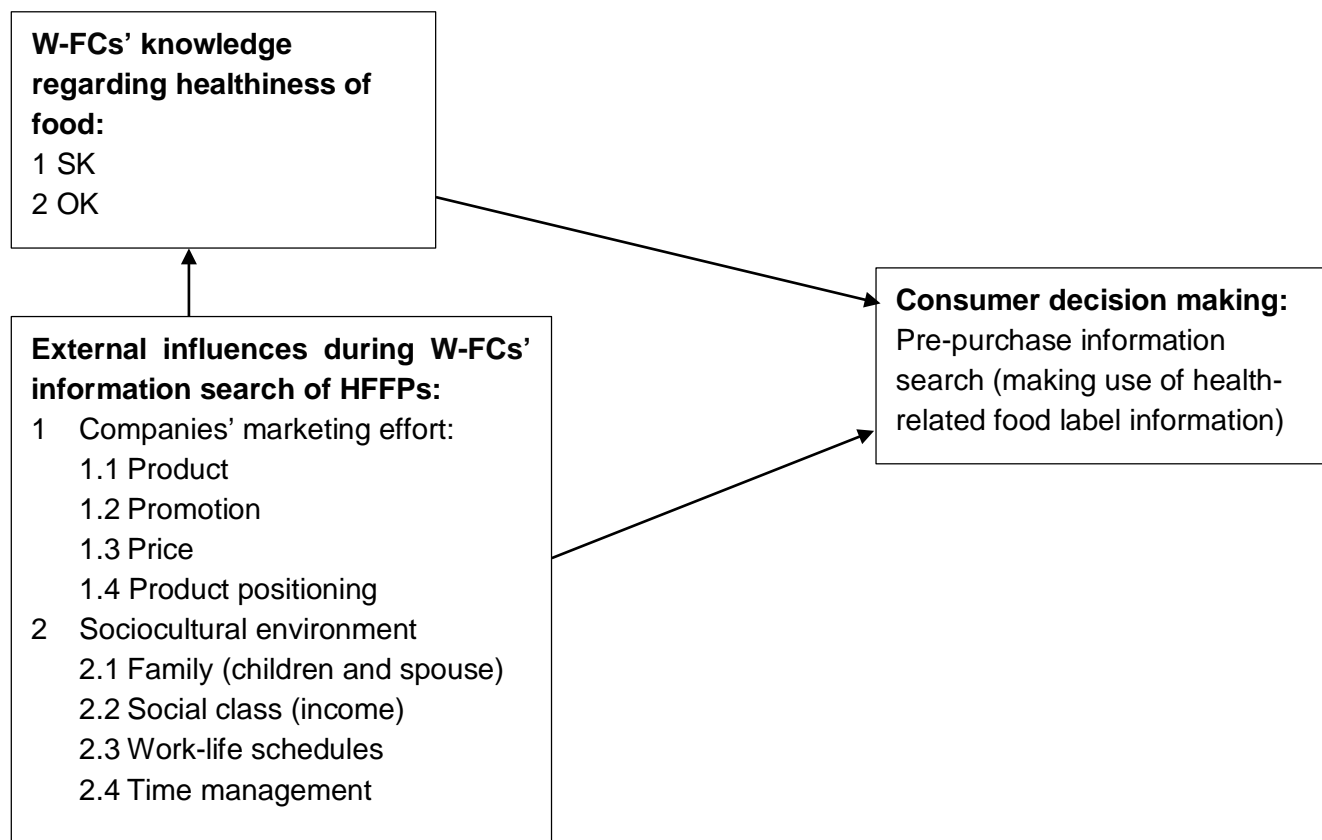 W-FCs’ knowledge
regarding healthiness of
food:
1 SK
2 OK
External influences during W-FCs’
information search of HFFPs:
1 Companies’ marketing effort:
1.1 Product
1.2 Promotion
1.3 Price
1.4 Product positioning
2 Sociocultural environment
2.1 Family (children and spouse)
2.2 Social class (income)
2.3 Work-life schedules
2.4 Time management
Consumer decision making:
Pre-purchase information
search (making use of health-
related food label information)